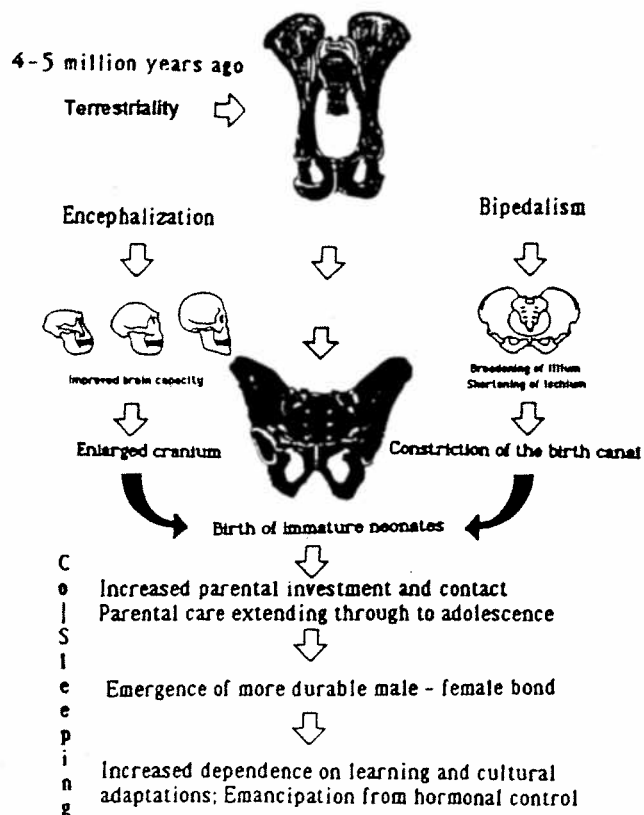 4-5 million years ago
Terrestriality
Encephalization
Bipedalism
Improved brain capacity
Broadening of Illium
Shortening of Ischium
Enlarged cranium
Constriction of the birth canal
Birth of immature neonates
Co|Sleeping
Increased parental investment and contact
Parental care extending through to adolescence
Emergence of more durable male - female bond
Increased dependence on learning and cultural
adaptations; Emancipation from hormonal control